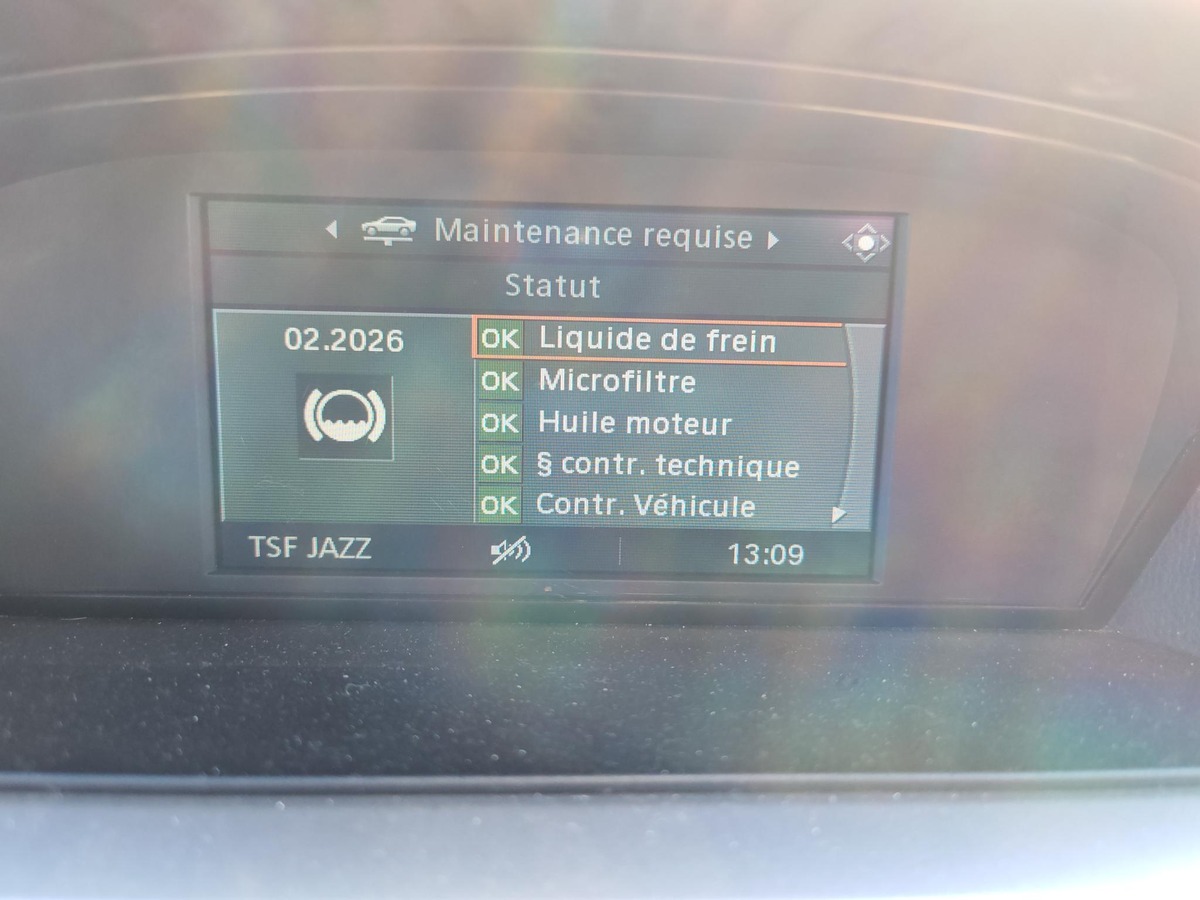 Maintenance requise
Statut
02.2026
OK Liquide de frein
OK Microfiltre
OK Huile moteur
OK § contr. technique
OK Contr. Véhicule
TSF JAZZ 13:09